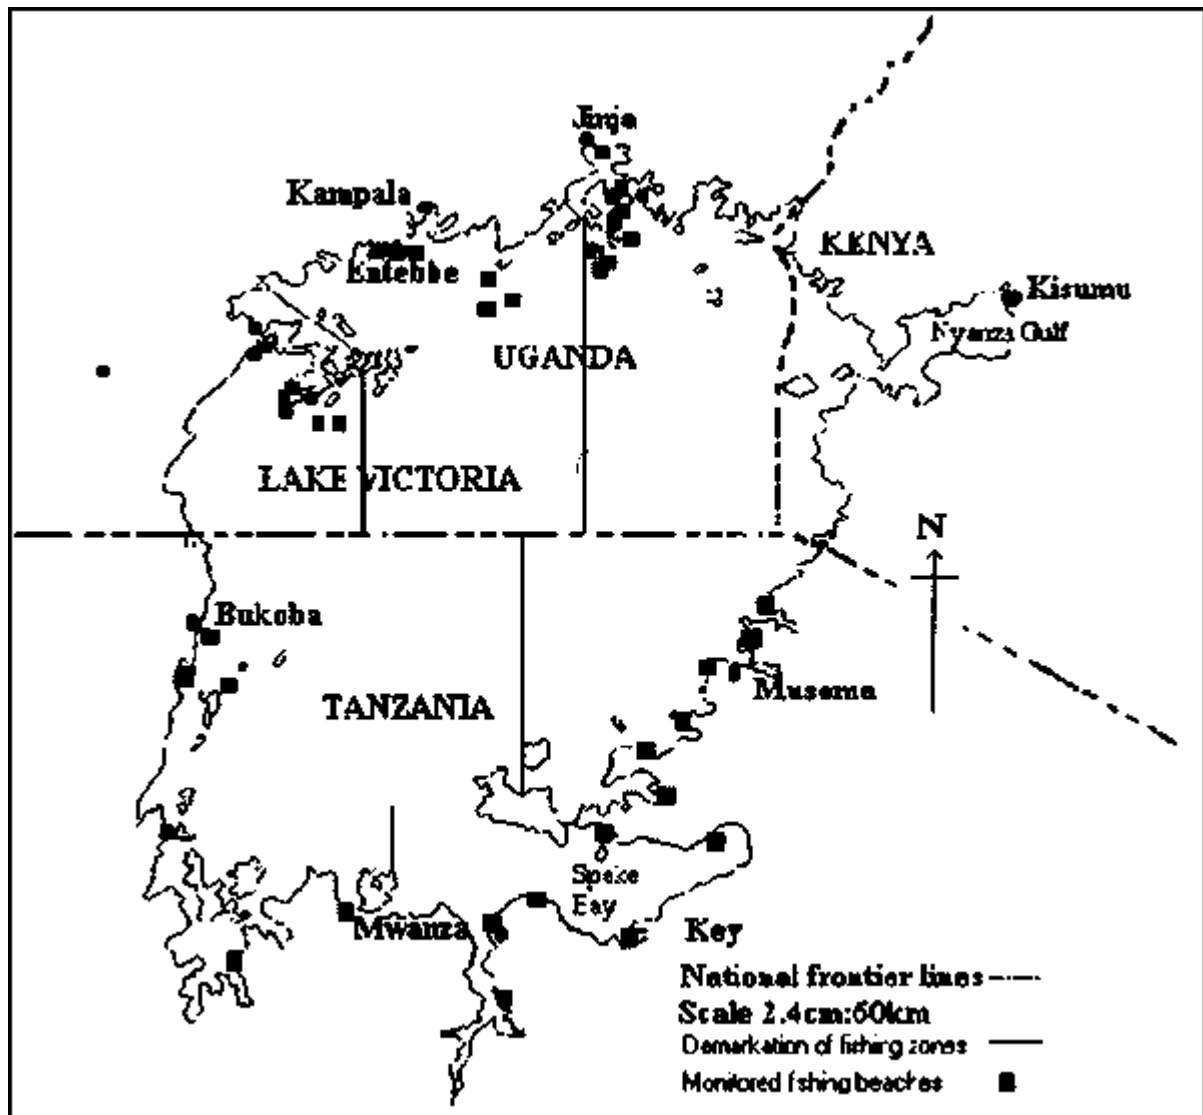 Jinja
Kampala
KENYA
Entebbe
Kisumu
Nyanza Gulf
UGANDA
LAKE VICTORIA
N
Bukoba
Musoma
TANZANIA
Speke
Bay
Mwanza
Key
National frontier lines
Scale 2.4cm:60km
Demarkation of fishing zones
Monitored fishing beaches